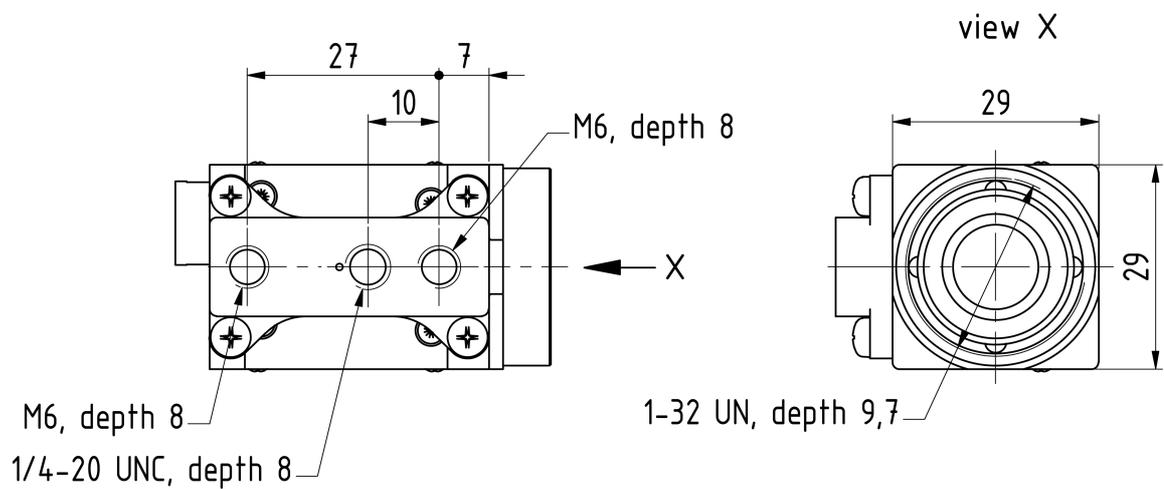 view X
27
7
10
29
M6, depth 8
X
29
M6, depth 8
1-32 UN, depth 9,7
1/4-20 UNC, depth 8